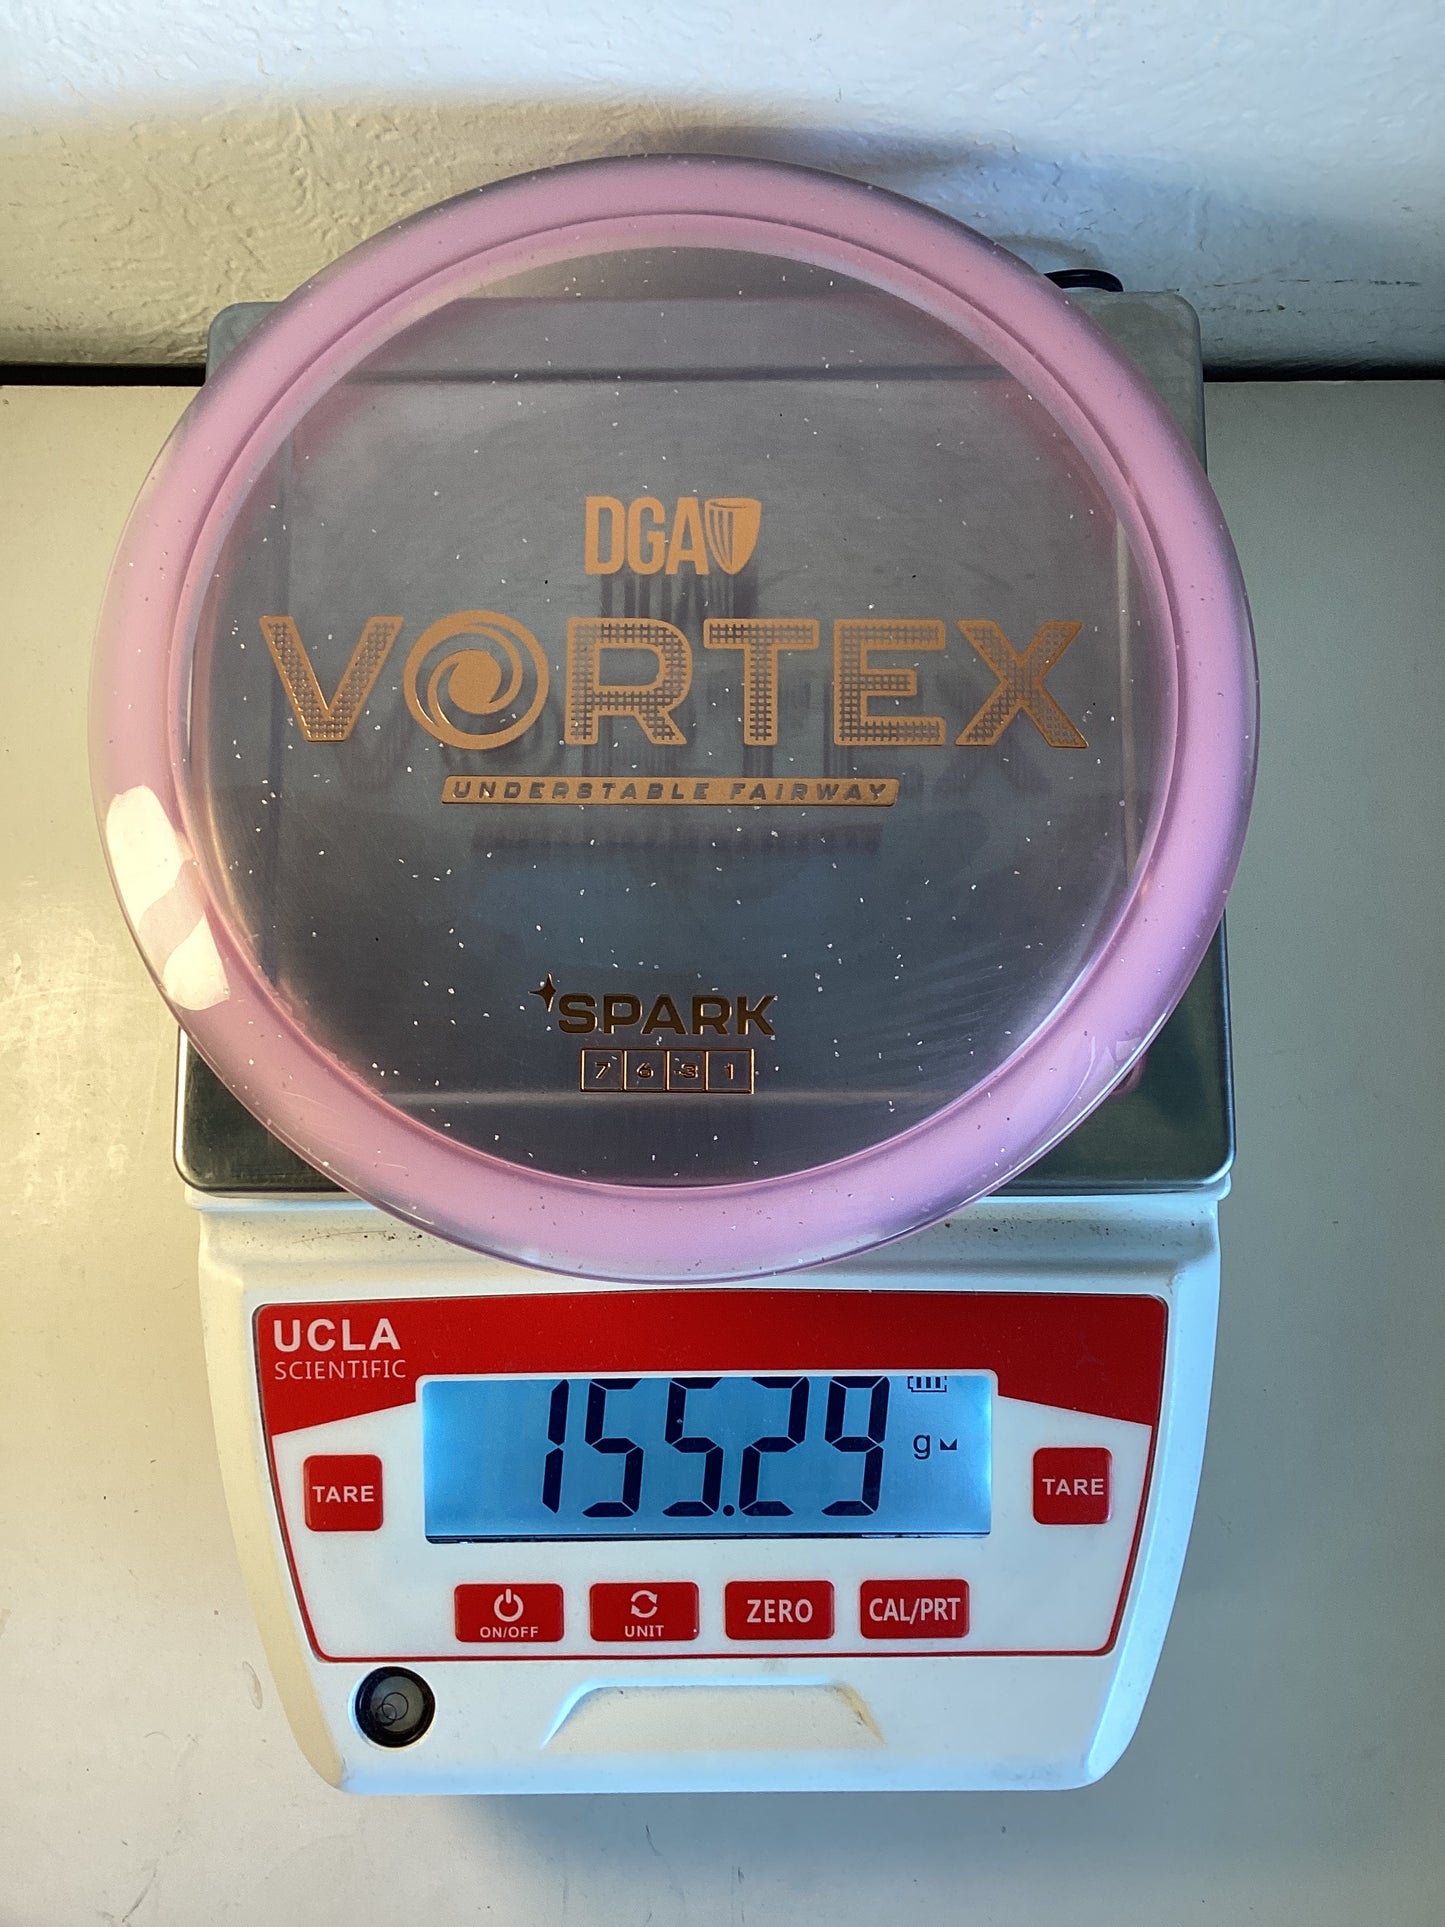 DGA
VORTEX
UNDERSTABLE FAIRWAY
SPARK
7 6 3 1
UCLA
SCIENTIFIC
155.29 g
TARE
TARE
ON/OFF
UNIT
ZERO
CAL/PRT